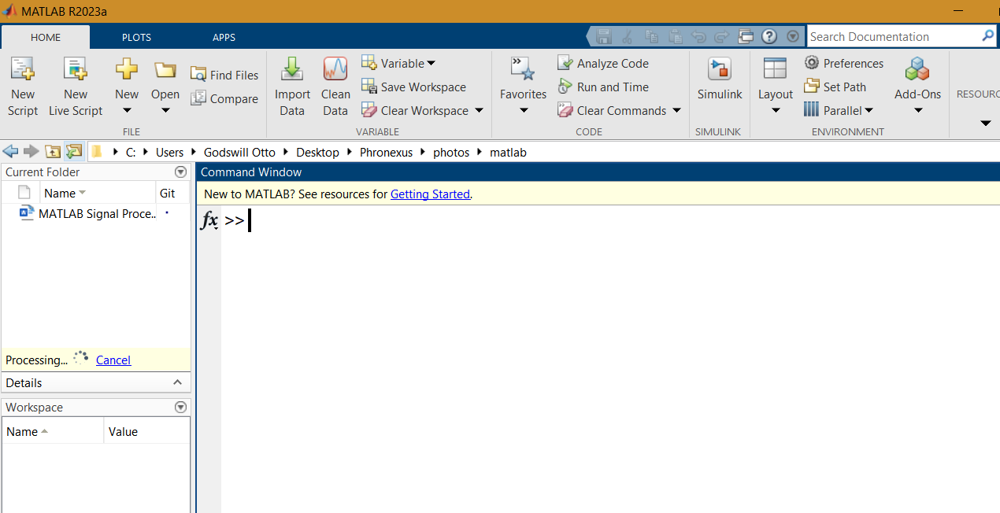 MATLAB R2023a
HOME PLOTS APPS
Search Documentation
New Script
New Live Script
New
Open
Find Files
Compare
FILE
Import Data
Clean Data
Variable
Save Workspace
Clear Workspace
VARIABLE
Favorites
Analyze Code
Run and Time
Clear Commands
CODE
Simulink
SIMULINK
Layout
Preferences
Set Path
Parallel
Add-Ons
ENVIRONMENT
RESOURC
C: Users Godswill Otto Desktop Phronexus photos matlab
Current Folder
Name Git
MATLAB Signal Proce..
Processing... Cancel
Details
Workspace
Name Value
Command Window
New to MATLAB? See resources for Getting Started.
fx >>